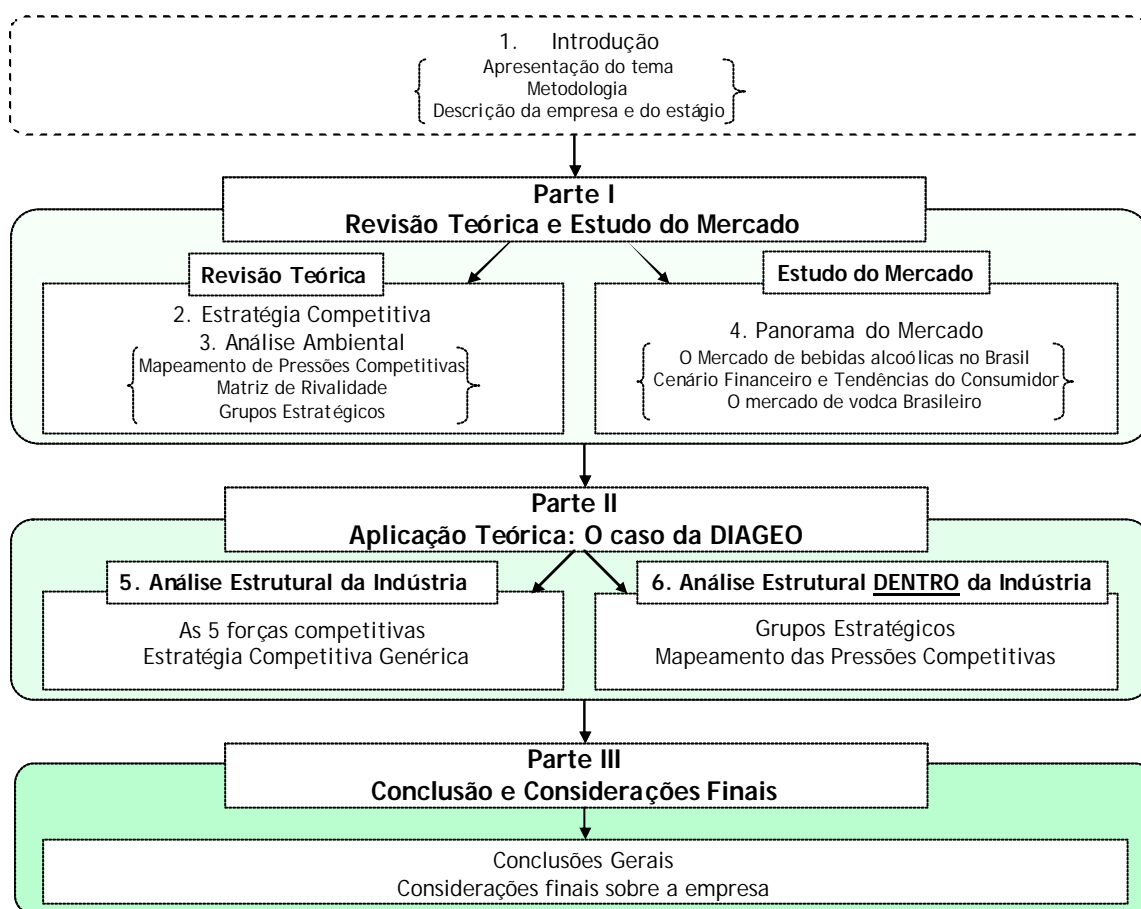 1. Introdução
Apresentação do tema
Metodologia
Descrição da empresa e do estágio
Parte I
Revisão Teórica e Estudo do Mercado
Revisão Teórica
2. Estratégia Competitiva
3. Análise Ambiental
Mapeamento de Pressões Competitivas
Matriz de Rivalidade
Grupos Estratégicos
Estudo do Mercado
4. Panorama do Mercado
O Mercado de bebidas alcoólicas no Brasil
Cenário Financeiro e Tendências do Consumidor
O mercado de vodca Brasileiro
Parte II
Aplicação Teórica: O caso da DIAGEO
5. Análise Estrutural da Indústria
As 5 forças competitivas
Estratégia Competitiva Genérica
6. Análise Estrutural DENTRO da Indústria
Grupos Estratégicos
Mapeamento das Pressões Competitivas
Parte III
Conclusão e Considerações Finais
Conclusões Gerais
Considerações finais sobre a empresa